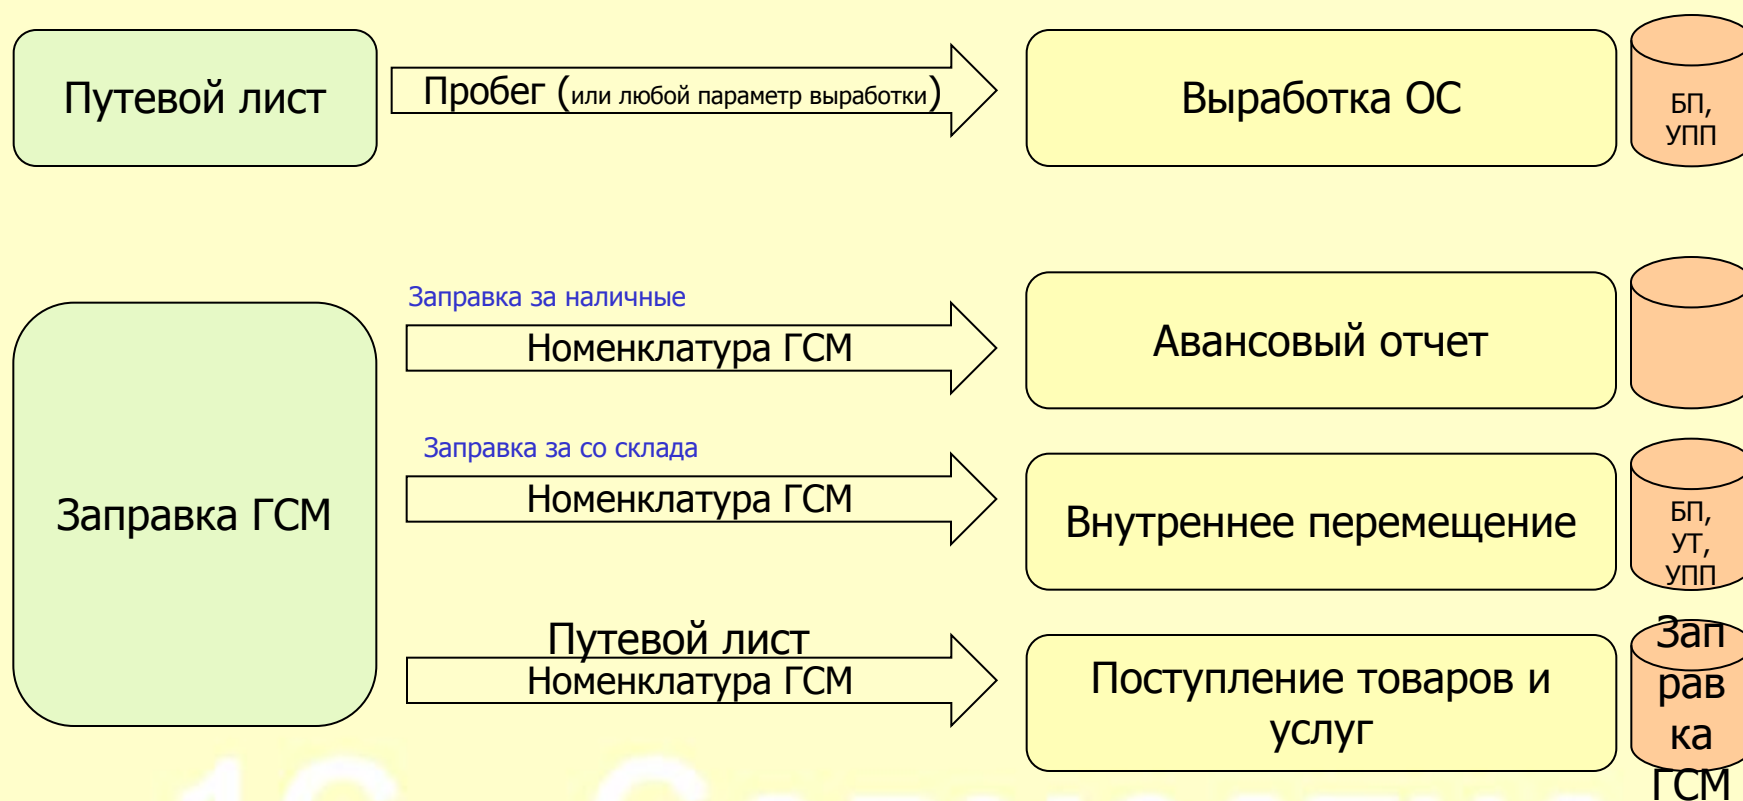 Путевой лист
Пробег (или любой параметр выработки)
Выработка ОС
БП,
УПП
Заправка ГСМ
Заправка за наличные
Номенклатура ГСМ
Авансовый отчет
Заправка за со склада
Номенклатура ГСМ
Внутреннее перемещение
БП,
УТ,
УПП
Путевой лист
Номенклатура ГСМ
Поступление товаров и
услуг
Зап
рав
ка
ГСМ